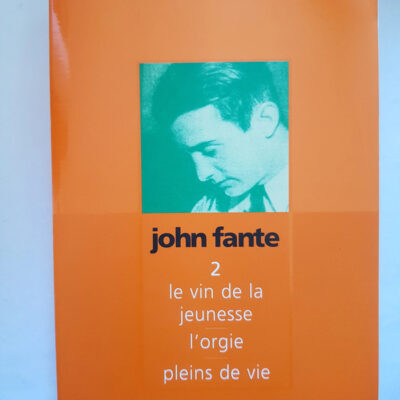 john fante
2
le vin de la
jeunesse
l'orgie
pleins de vie